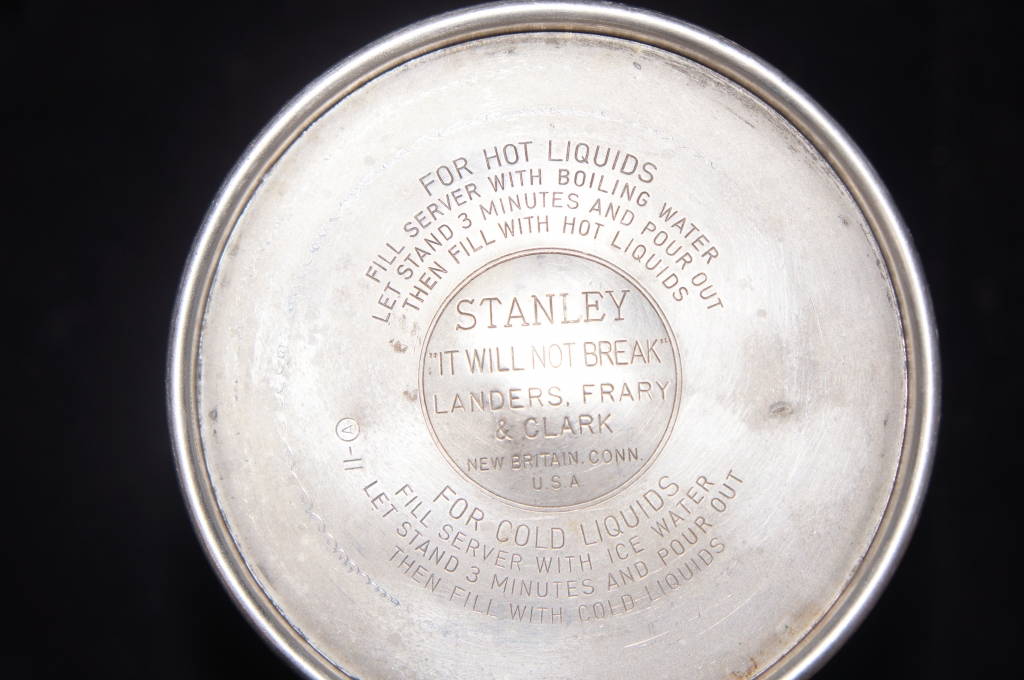 FOR HOT LIQUIDS
FILL SERVER WITH BOILING WATER
LET STAND 3 MINUTES AND POUR OUT
THEN FILL WITH HOT LIQUIDS
STANLEY
"IT WILL NOT BREAK"
LANDERS, FRARY
& CLARK
NEW BRITAIN, CONN.
U.S.A
11-Ⓐ
FOR COLD LIQUIDS
FILL SERVER WITH ICE WATER
LET STAND 3 MINUTES AND POUR OUT
THEN FILL WITH COLD LIQUIDS